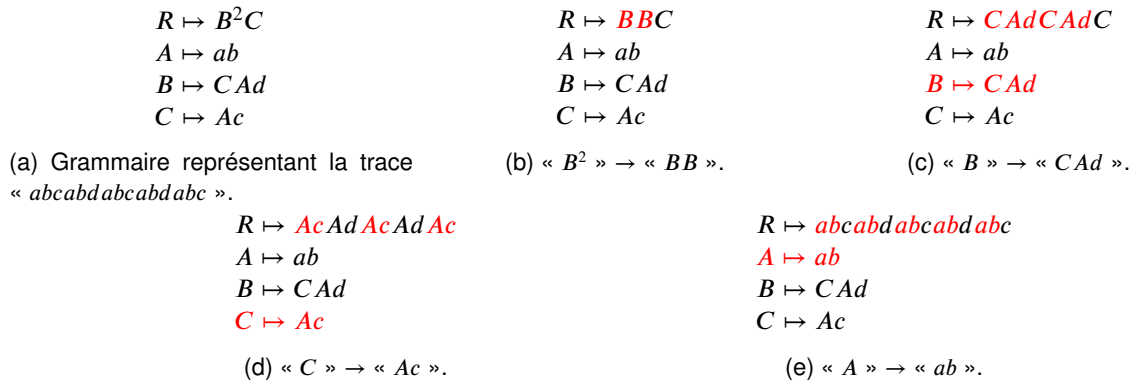 R ↦ B²C
A ↦ ab
B ↦ CAd
C ↦ Ac
(a) Grammaire représentant la trace
« abcabdabcabdabc ».
R ↦ BBC
A ↦ ab
B ↦ CAd
C ↦ Ac
(b) « B² » → « BB ».
R ↦ CAdCAdC
A ↦ ab
B ↦ CAd
C ↦ Ac
(c) « B » → « CAd ».
R ↦ AcAdAcAdAc
A ↦ ab
B ↦ CAd
C ↦ Ac
(d) « C » → « Ac ».
R ↦ abcabdabcabdabc
A ↦ ab
B ↦ CAd
C ↦ Ac
(e) « A » → « ab ».